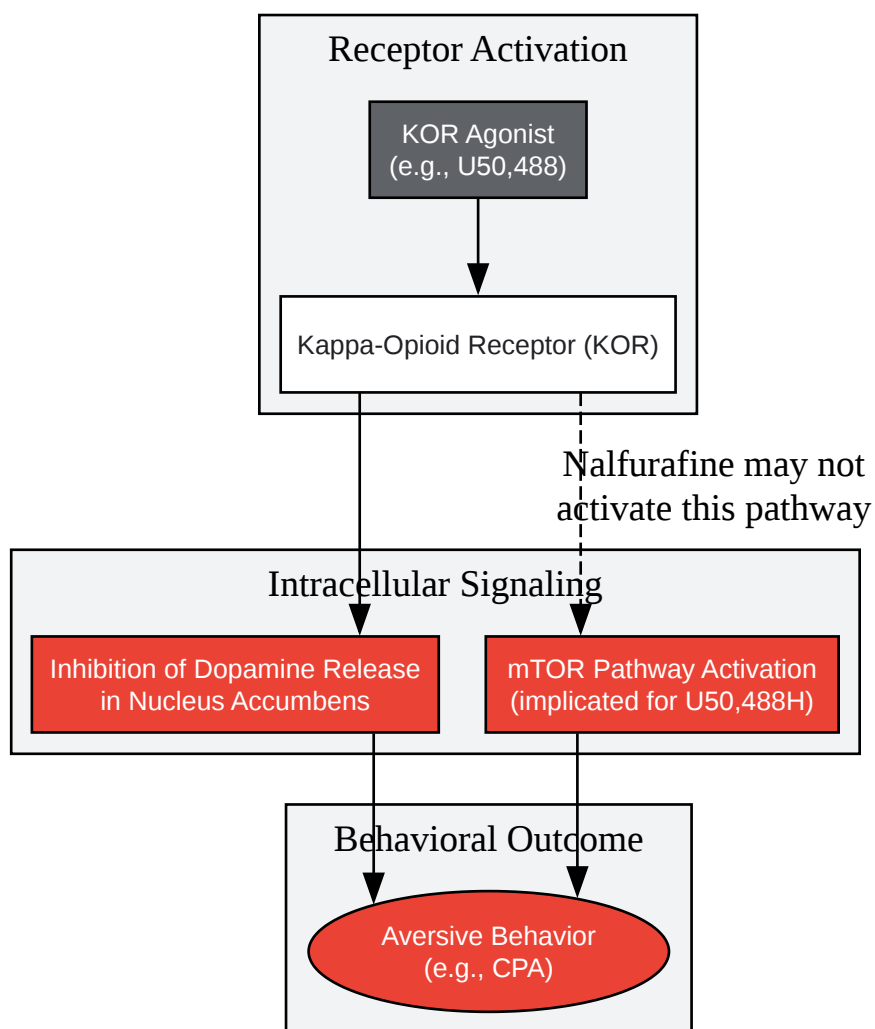 Receptor Activation
KOR Agonist
(e.g., U50,488)
Kappa-Opioid Receptor (KOR)
Nalfurafine may not
activate this pathway
Intracellular Signaling
Inhibition of Dopamine Release
in Nucleus Accumbens
mTOR Pathway Activation
(implicated for U50,488H)
Behavioral Outcome
Aversive Behavior
(e.g., CPA)